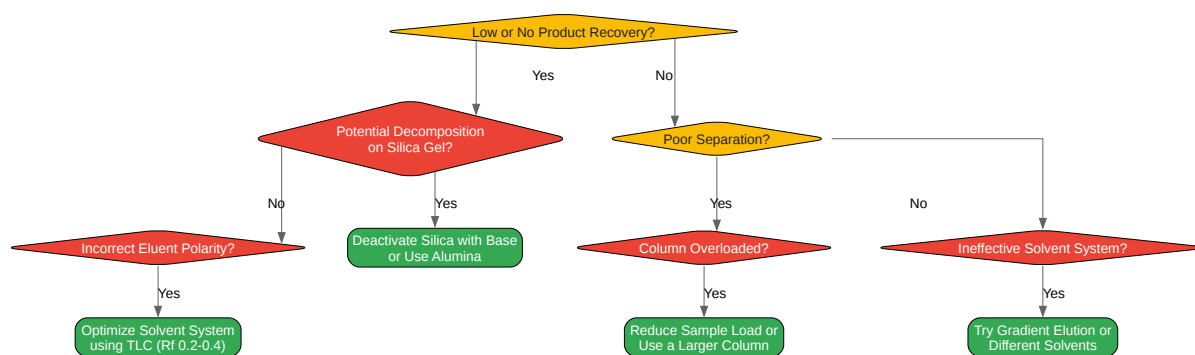 Low or No Product Recovery?
Yes
No
Potential Decomposition
on Silica Gel?
Poor Separation?
No
Yes
Yes
No
Incorrect Eluent Polarity?
Deactivate Silica with Base
or Use Alumina
Column Overloaded?
Ineffective Solvent System?
Yes
Yes
Yes
Optimize Solvent System
using TLC (Rf 0.2-0.4)
Reduce Sample Load or
Use a Larger Column
Try Gradient Elution or
Different Solvents